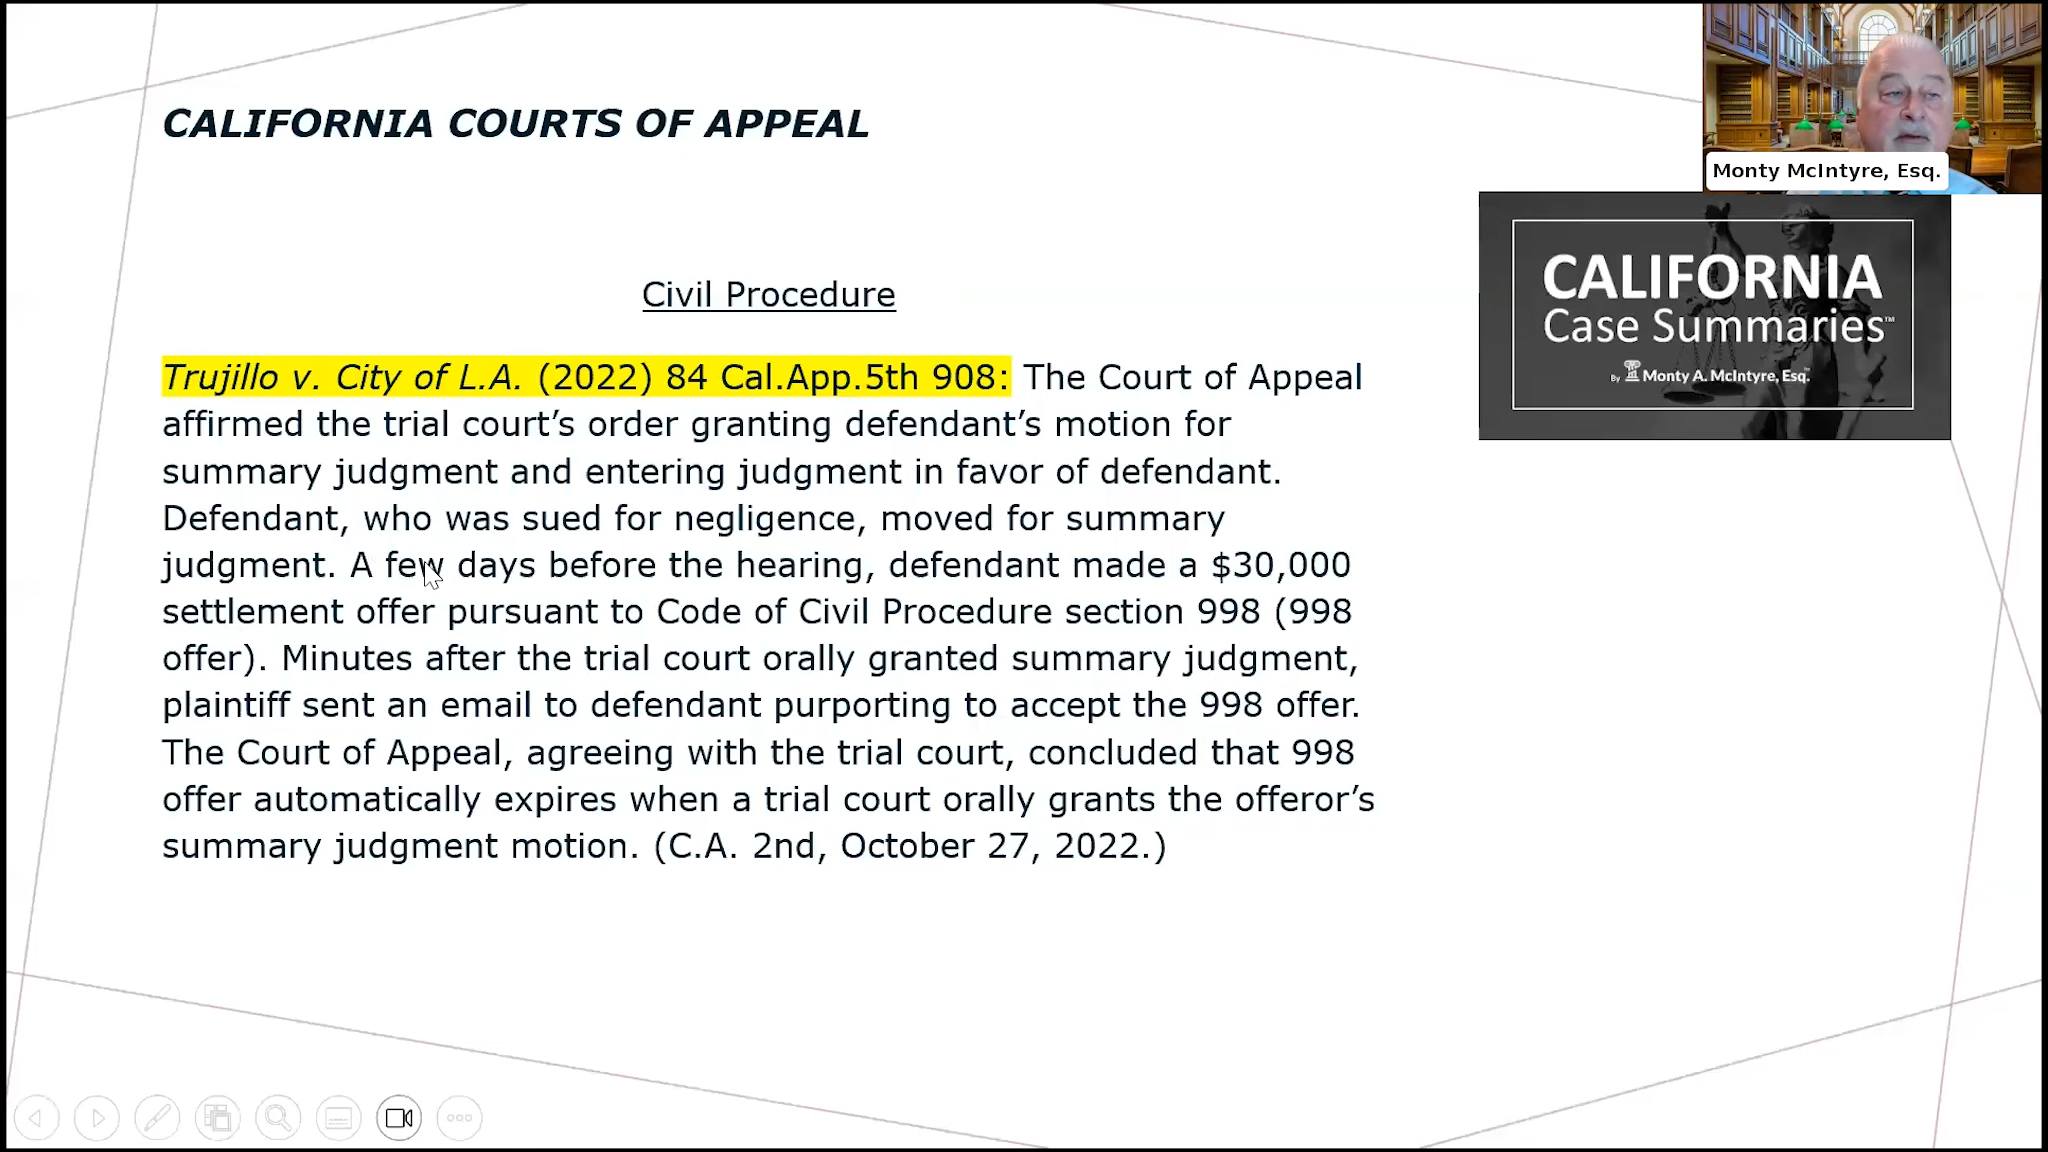 CALIFORNIA COURTS OF APPEAL
Monty McIntyre, Esq.
CALIFORNIA
Case Summaries™
By Monty A. McIntyre, Esq.
Civil Procedure
Trujillo v. City of L.A. (2022) 84 Cal.App.5th 908: The Court of Appeal
affirmed the trial court’s order granting defendant’s motion for
summary judgment and entering judgment in favor of defendant.
Defendant, who was sued for negligence, moved for summary
judgment. A few days before the hearing, defendant made a $30,000
settlement offer pursuant to Code of Civil Procedure section 998 (998
offer). Minutes after the trial court orally granted summary judgment,
plaintiff sent an email to defendant purporting to accept the 998 offer.
The Court of Appeal, agreeing with the trial court, concluded that 998
offer automatically expires when a trial court orally grants the offeror’s
summary judgment motion. (C.A. 2nd, October 27, 2022.)